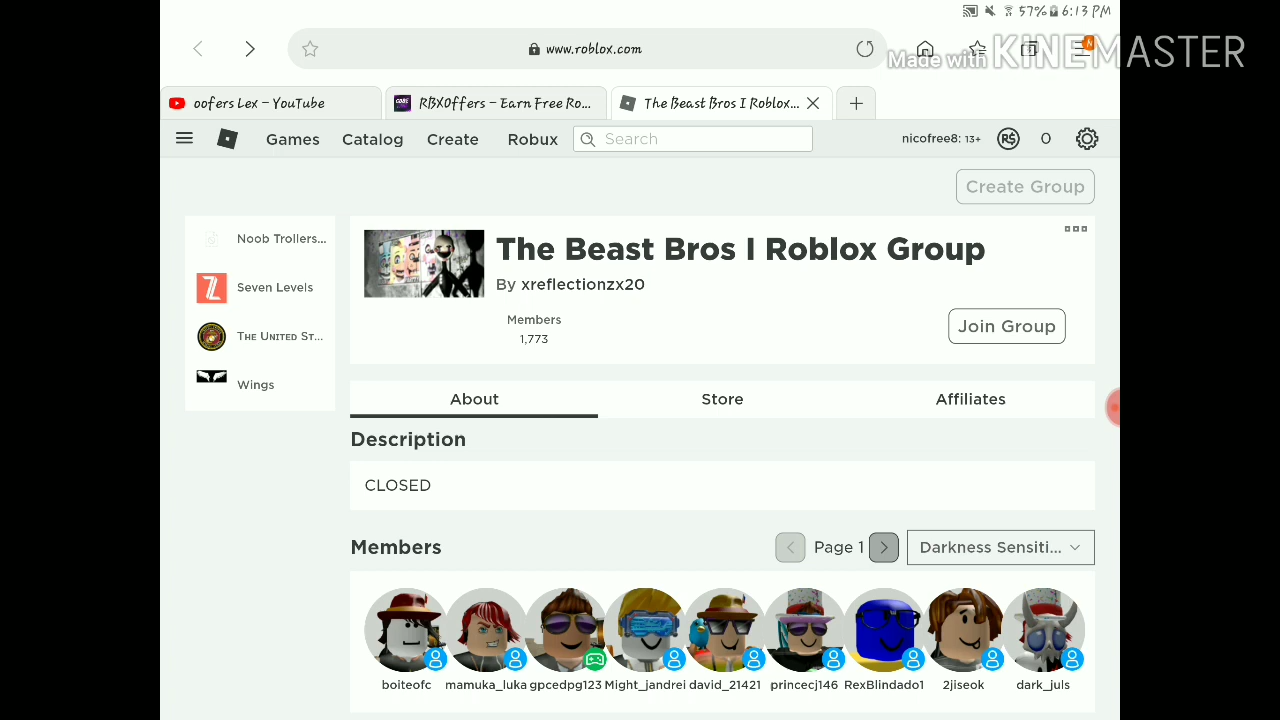 57% 6:13 PM
www.roblox.com
Made with KINEMASTER
N
oofers Lex – YouTube
RBXOffers – Earn Free Ro...
The Beast Bros I Roblox...
Games
Catalog
Create
Robux
Search
nicofree8: 13+
R$
0
Create Group
Noob Trollers...
Seven Levels
The United St...
Wings
The Beast Bros I Roblox Group
By xreflectionzx20
Members
1,773
Join Group
About
Store
Affiliates
Description
CLOSED
Members
Page 1
Darkness Sensiti...
boiteofc mamuka_luka gpcedpg123 Might_jandrei david_21421 princecj146 RexBlindado1 2jiseok dark_juls